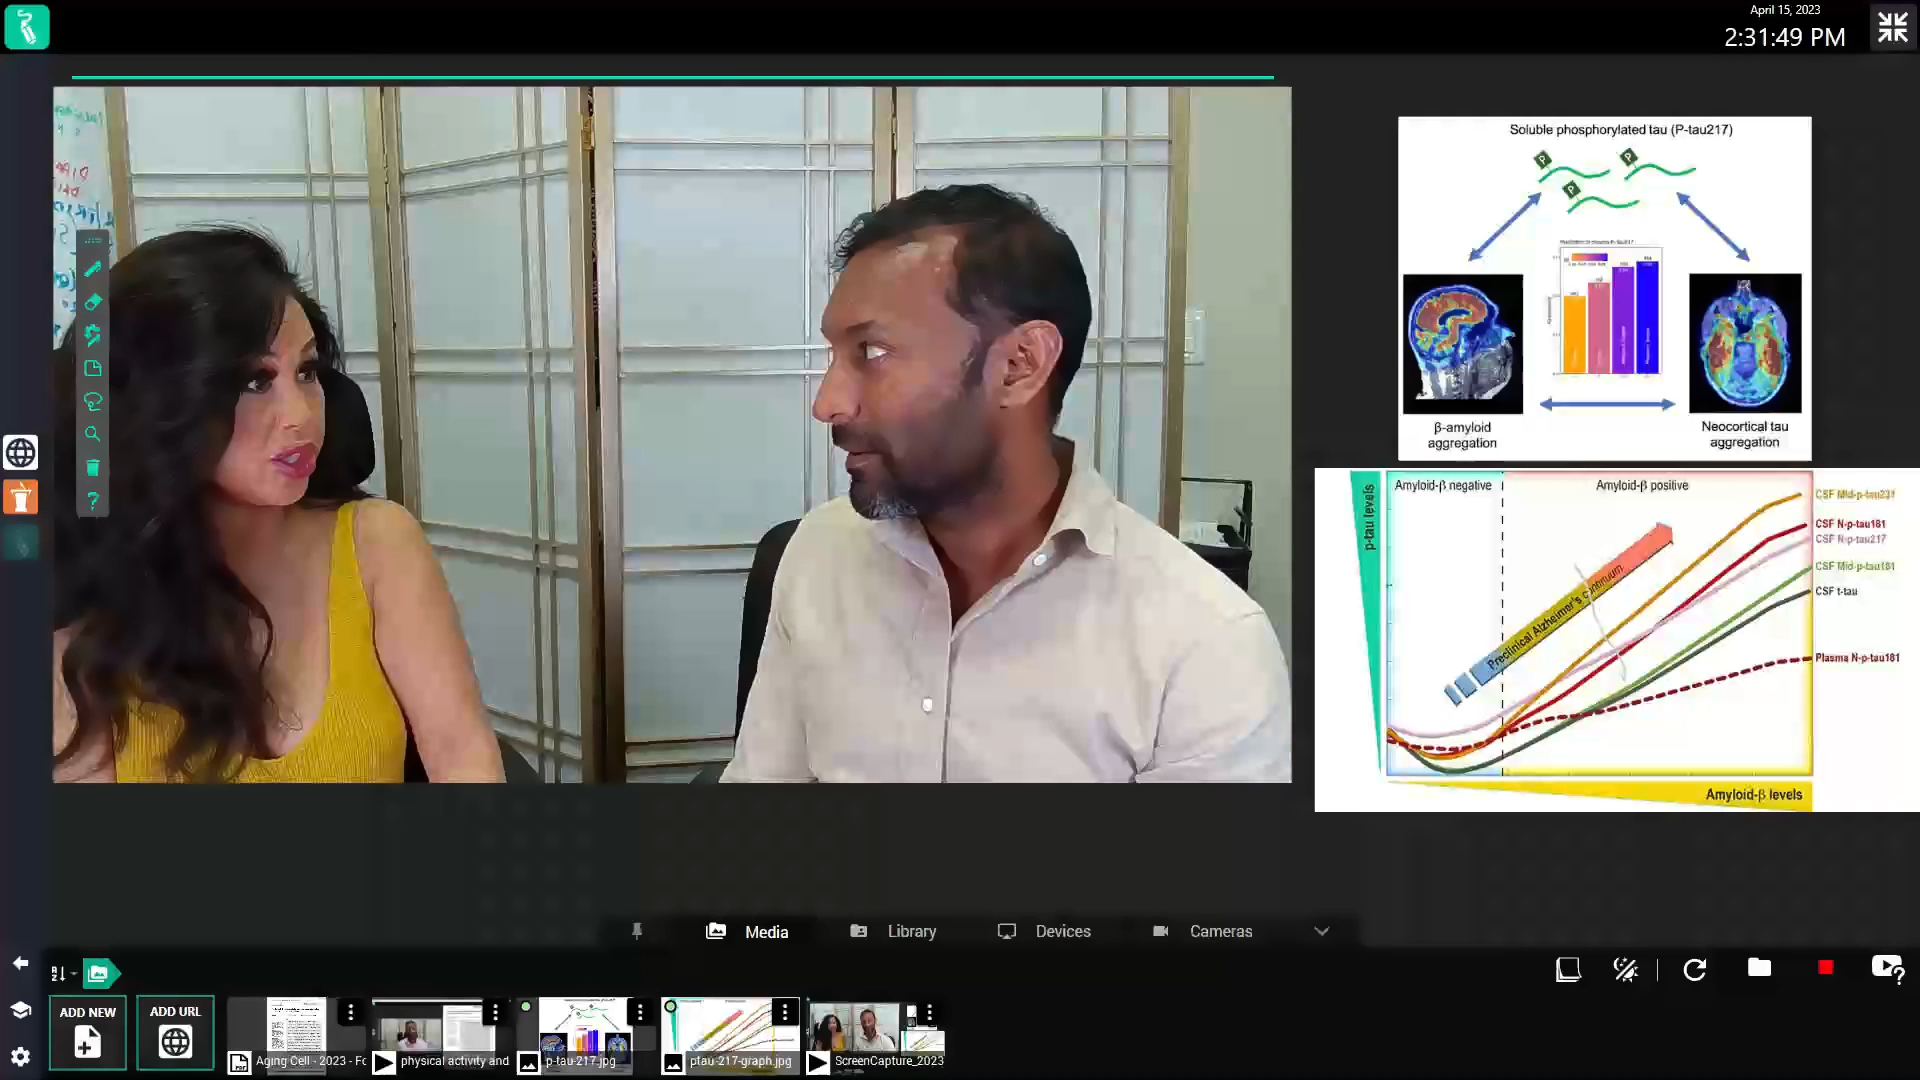 April 15, 2023
2:31:49 PM
Soluble phosphorylated tau (P-tau217)
P
P
P
β-amyloid
aggregation
Neocortical tau
aggregation
p-tau levels
Amyloid-β negative
Amyloid-β positive
Preclinical Alzheimer's continuum
CSF Mid-p-tau231
CSF N-p-tau181
CSF N-p-tau217
CSF Mid-p-tau181
CSF t-tau
Plasma N-p-tau181
Amyloid-β levels
?
Media
Library
Devices
Cameras
ADD NEW
ADD URL
Aging Cell - 2023 - Fc
physical activity and
p-tau-217.jpg
ptau-217-graph.jpg
ScreenCapture_2023